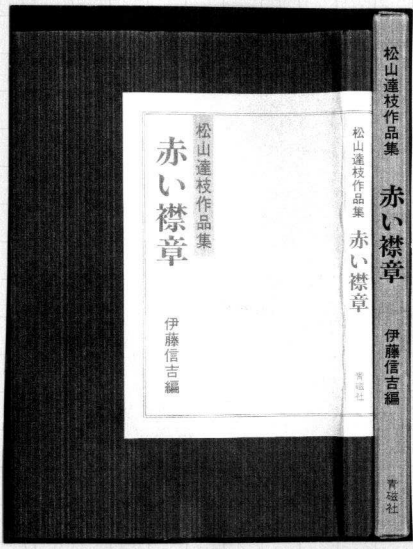 松山達枝作品集
赤い襟章
伊藤信吉編
青磁社
松山達枝作品集
赤い襟章
青磁社
松山達枝作品集
赤い襟章
伊藤信吉編